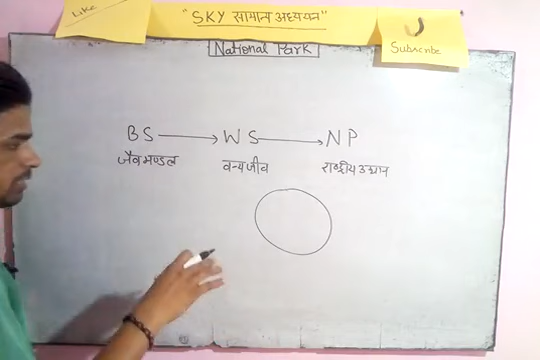 Like
"SKY सामान्य अध्ययन"
Subscribe
National Park
BS → WS → NP
जैवमण्डल वन्यजीव राष्ट्रीय उद्यान